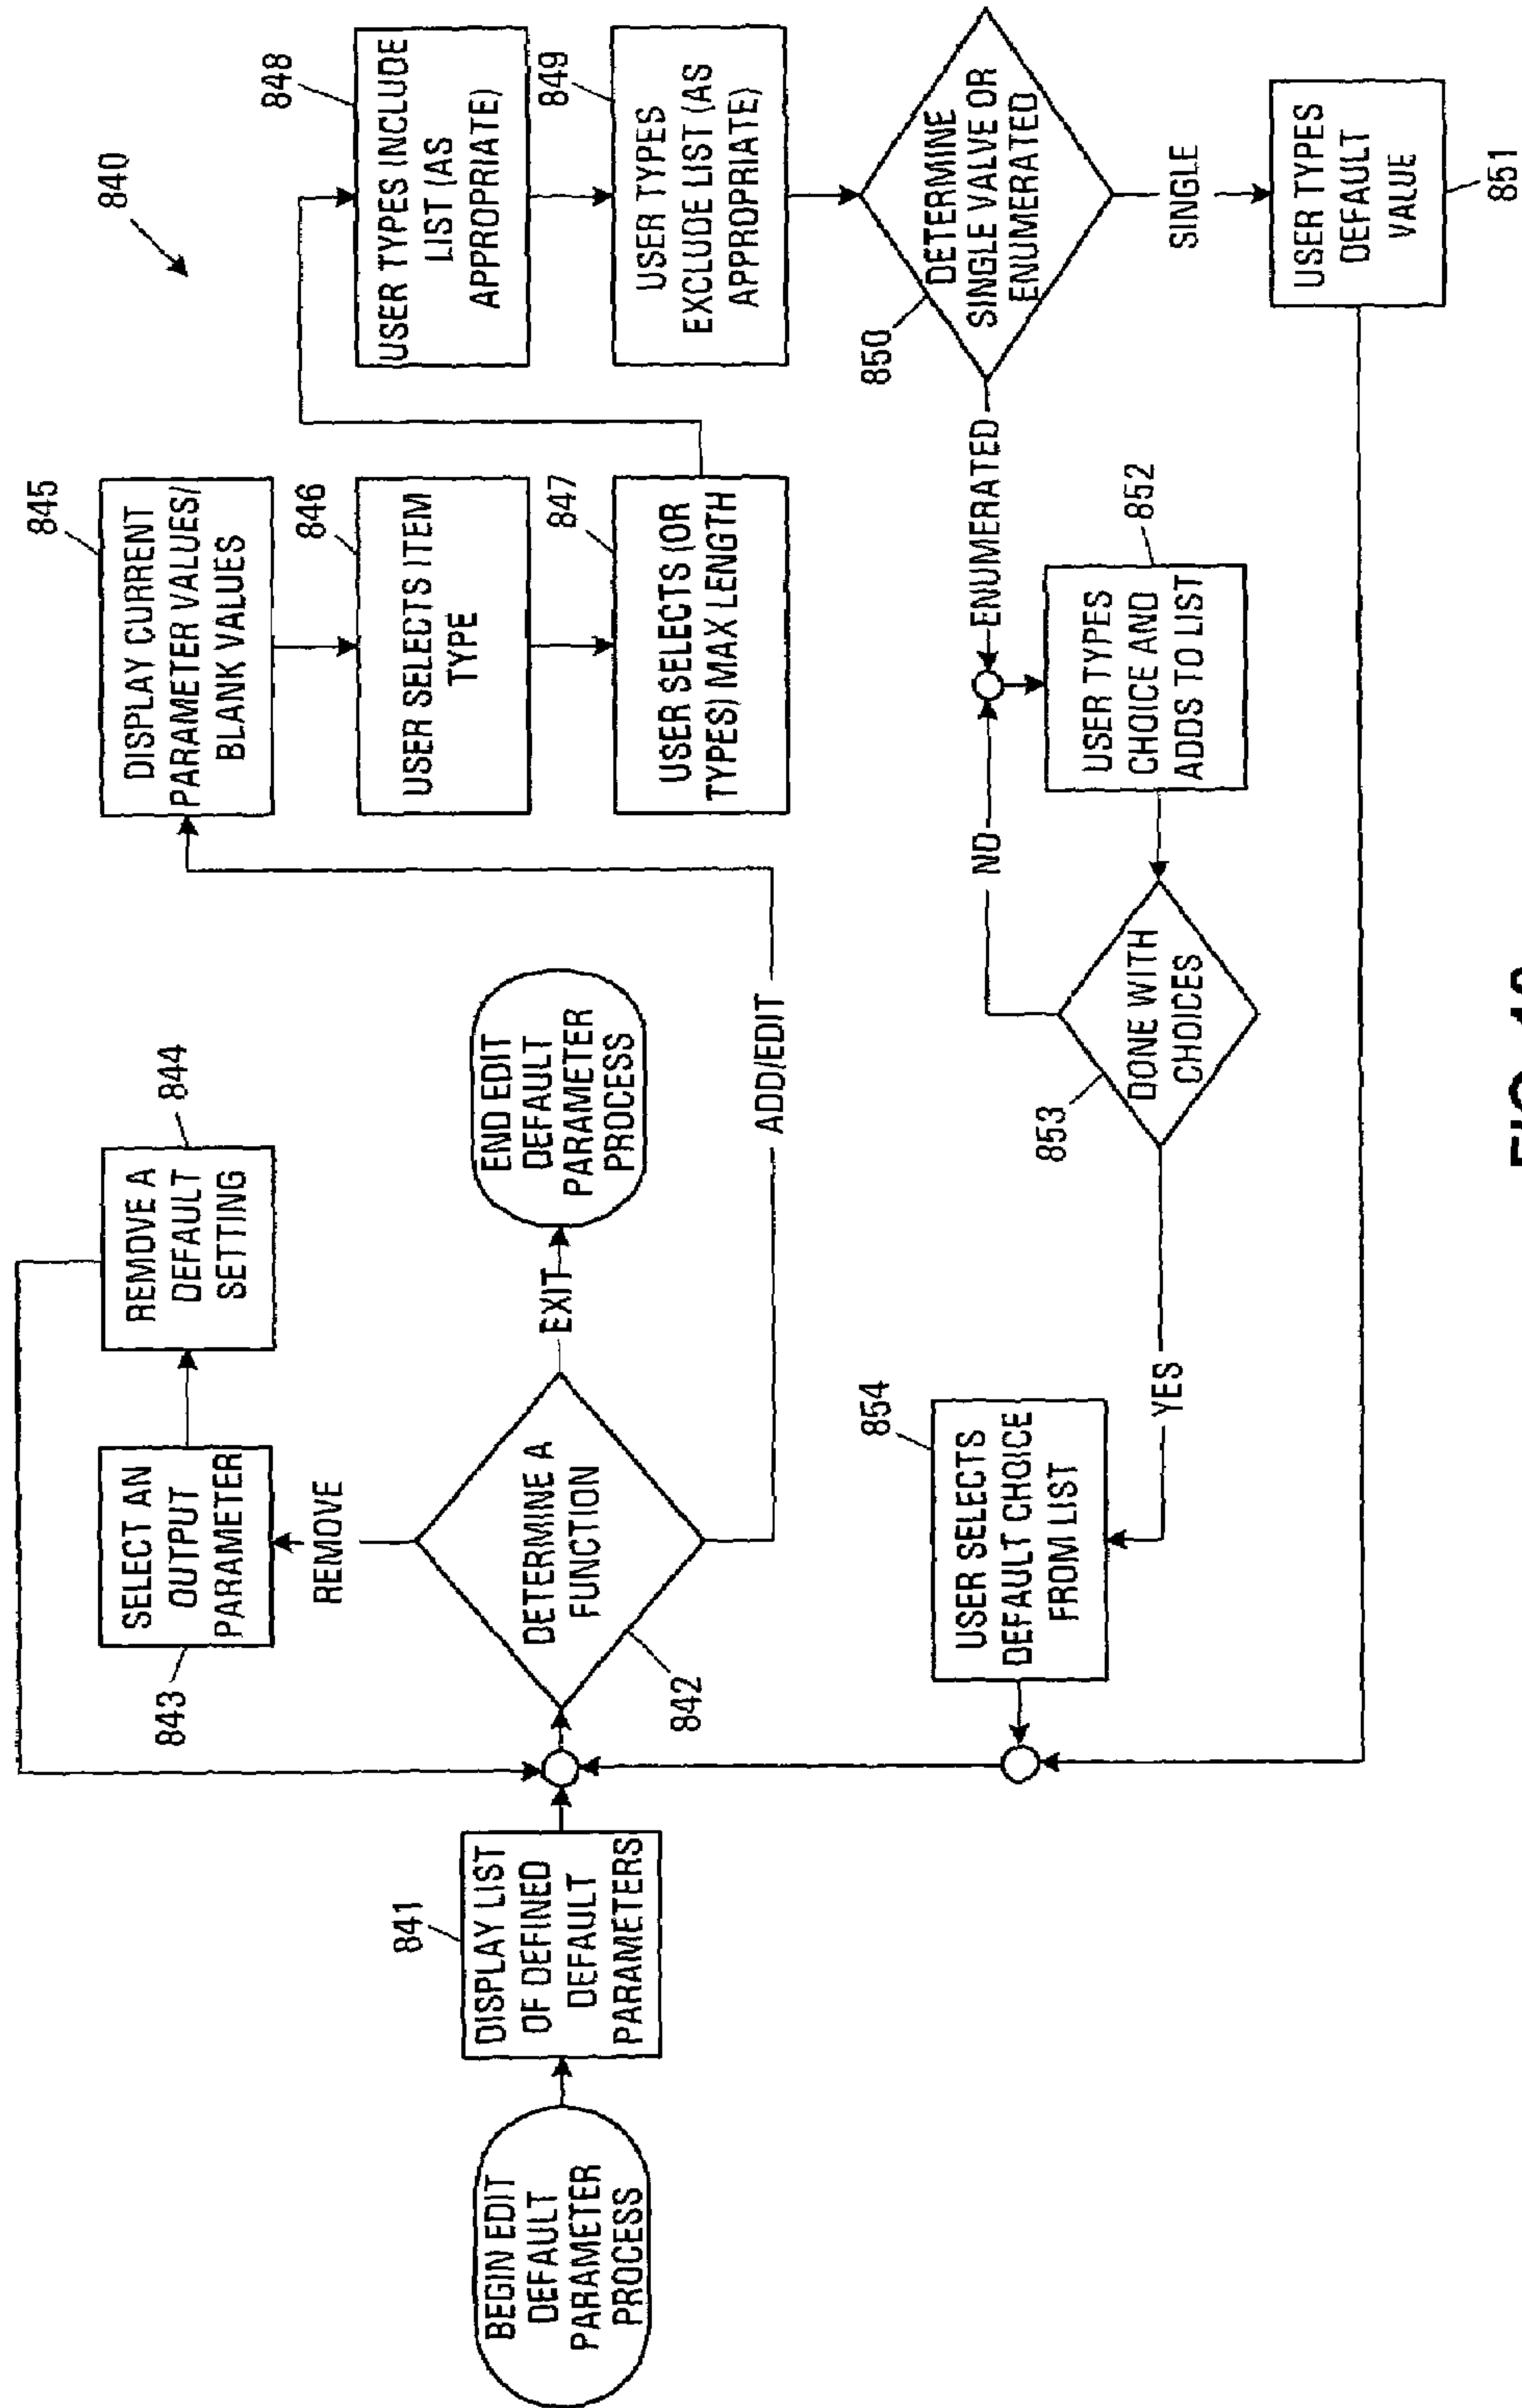 840
BEGIN EDIT
DEFAULT
PARAMETER
PROCESS
841
DISPLAY LIST
OF DEFINED
DEFAULT
PARAMETERS
842
DETERMINE A
FUNCTION
REMOVE
843
SELECT AN
OUTPUT
PARAMETER
844
REMOVE A
DEFAULT
SETTING
EXIT
END EDIT
DEFAULT
PARAMETER
PROCESS
ADD/EDIT
845
DISPLAY CURRENT
PARAMETER VALUES/
BLANK VALUES
846
USER SELECTS ITEM
TYPE
847
USER SELECTS (OR
TYPES) MAX LENGTH
848
USER TYPES INCLUDE
LIST (AS
APPROPRIATE)
849
USER TYPES
EXCLUDE LIST (AS
APPROPRIATE)
850
DETERMINE
SINGLE VALVE OR
ENUMERATED
SINGLE
USER TYPES
DEFAULT
VALUE
851
ENUMERATED
852
USER TYPES
CHOICE AND
ADDS TO LIST
NO
853
DONE WITH
CHOICES
YES
854
USER SELECTS
DEFAULT CHOICE
FROM LIST